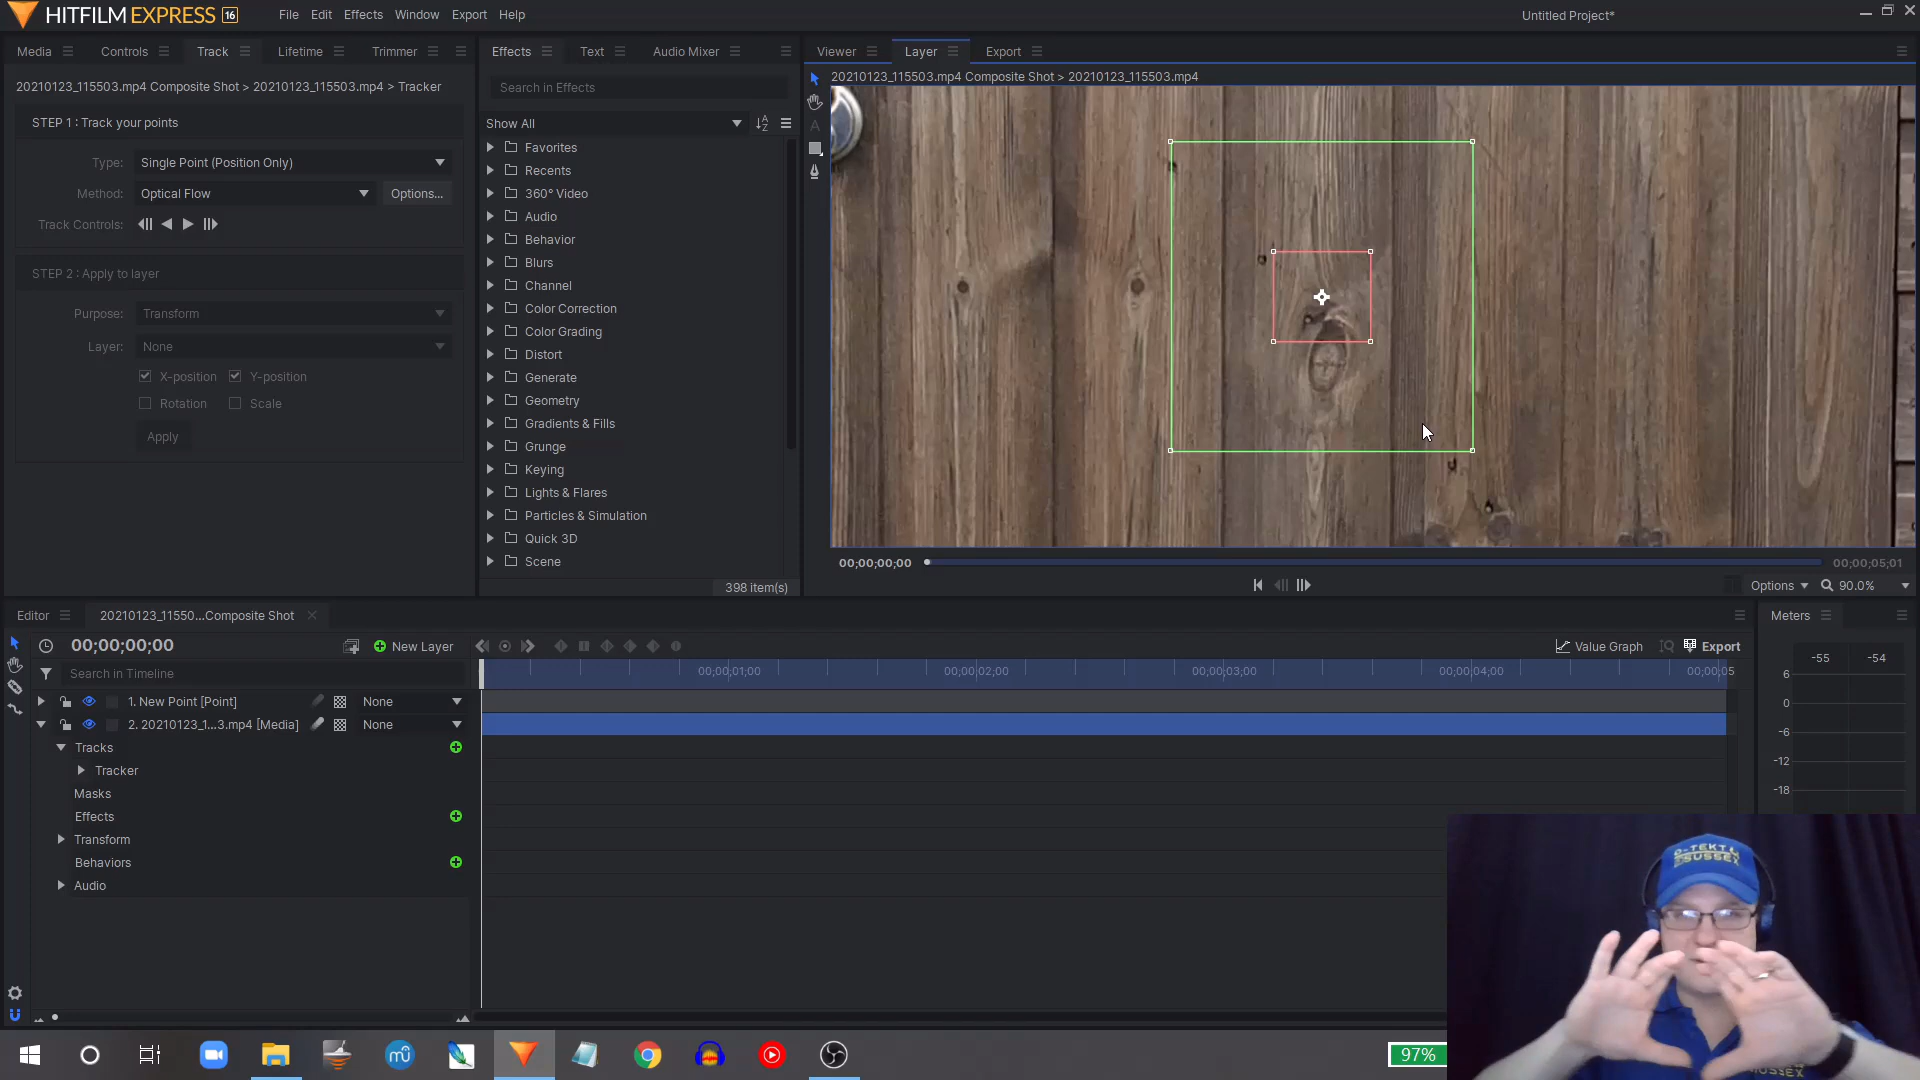 HITFILM EXPRESS 16
File Edit Effects Window Export Help
Untitled Project*
Media Controls Track Lifetime Trimmer
Effects Text Audio Mixer
Viewer Layer Export
20210123_115503.mp4 Composite Shot > 20210123_115503.mp4 > Tracker
STEP 1 : Track your points
Type: Single Point (Position Only)
Method: Optical Flow Options...
Track Controls:
STEP 2 : Apply to layer
Purpose: Transform
Layer: None
X-position Y-position
Rotation Scale
Apply
Search in Effects
Show All
Favorites
Recents
360° Video
Audio
Behavior
Blurs
Channel
Color Correction
Color Grading
Distort
Generate
Geometry
Gradients & Fills
Grunge
Keying
Lights & Flares
Particles & Simulation
Quick 3D
Scene
398 item(s)
20210123_115503.mp4 Composite Shot > 20210123_115503.mp4
00;00;00;00
00;00;05;01
Options 90.0%
Editor 20210123_11550...Composite Shot
00;00;00;00 New Layer
Value Graph Export
Search in Timeline
00;00;01;00 00;00;02;00 00;00;03;00 00;00;04;00 00;00;05
1. New Point [Point] None
2. 20210123_1...3.mp4 [Media] None
Tracks
Tracker
Masks
Effects
Transform
Behaviors
Audio
Meters
-55 -54
6
0
-6
-12
-18
D-TEKT
SUSSEX
97%